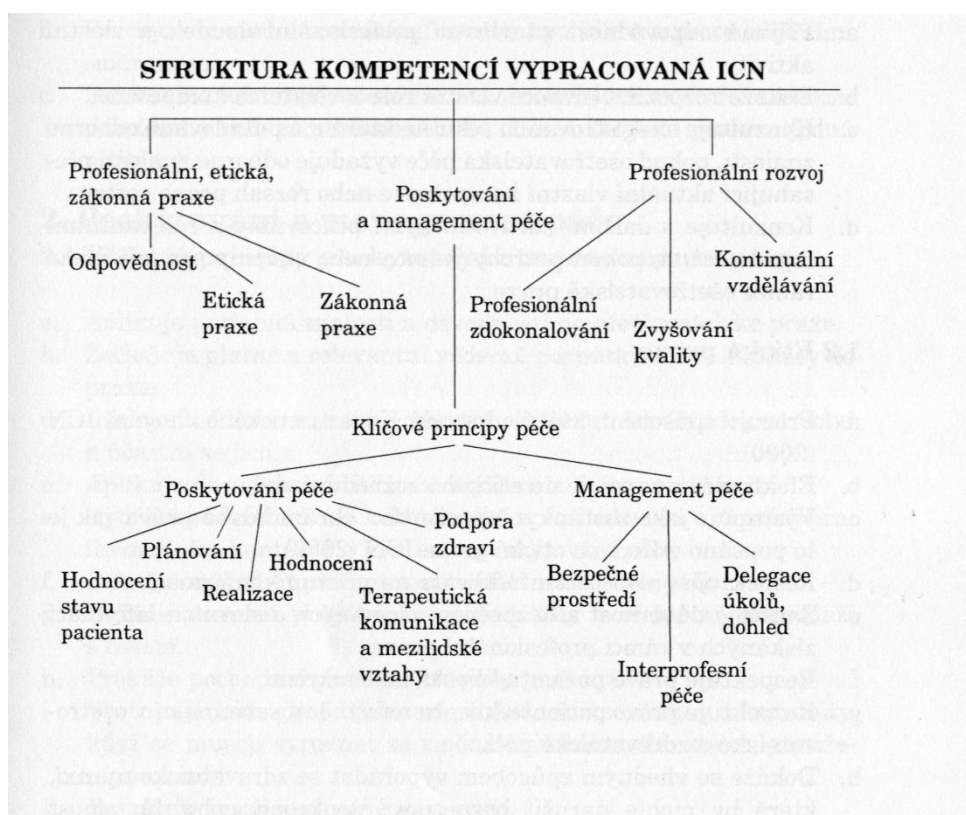 STRUKTURA KOMPETENCÍ VYPRACOVANÁ ICN
Profesionální, etická,
zákonná praxe
Poskytování
a management péče
Profesionální rozvoj
Odpovědnost
Etická
praxe
Zákonná
praxe
Profesionální
zdokonalování
Zvyšování
kvality
Kontinuální
vzdělávání
Klíčové principy péče
Poskytování péče
Management péče
Hodnocení
stavu
pacienta
Plánování
Realizace
Hodnocení
Terapeutická
komunikace
a mezilidské
vztahy
Podpora
zdraví
Bezpečné
prostředí
Interprofesní
péče
Delegace
úloh,
dohled